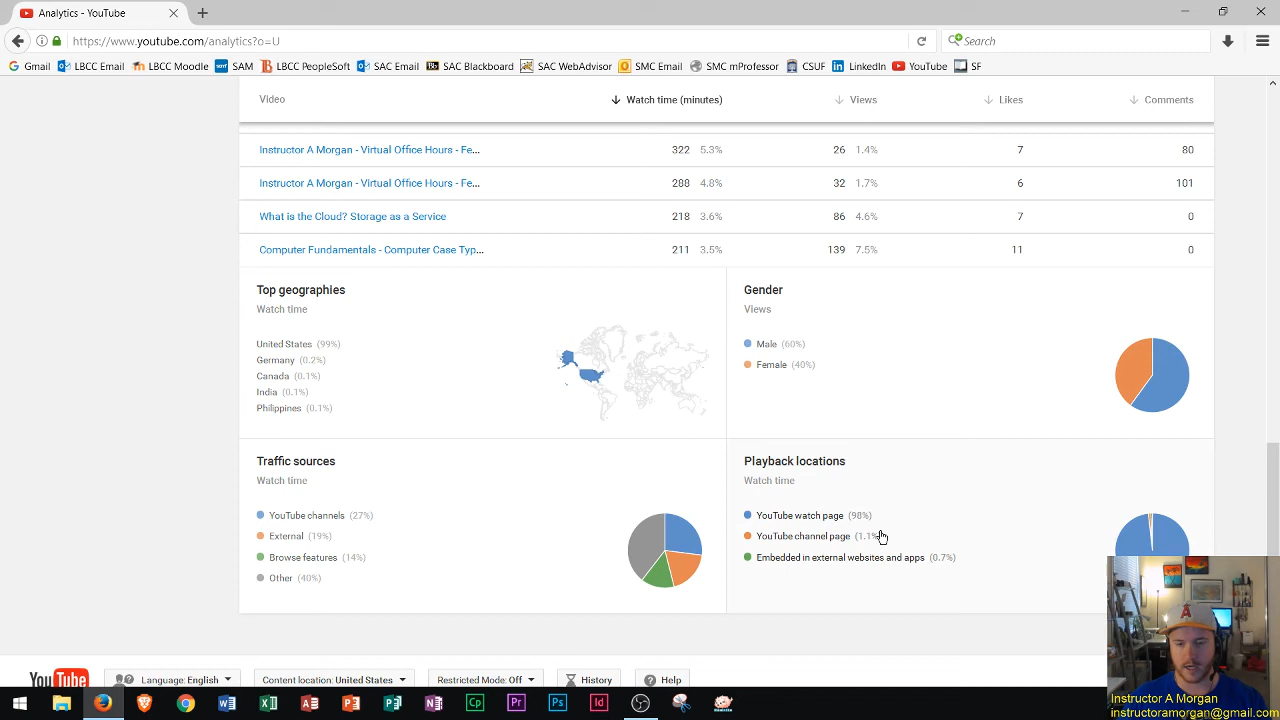 Analytics - YouTube
https://www.youtube.com/analytics?o=U
Search
Gmail
LBCC Email
LBCC Moodle
SAM
LBCC PeopleSoft
SAC Email
SAC Blackboard
SAC WebAdvisor
SMC Email
SMC mProfessor
CSUF
LinkedIn
YouTube
SF
Video Watch time (minutes) Views Likes Comments
Instructor A Morgan - Virtual Office Hours - Fe... 322 5.3% 26 1.4% 7 80
Instructor A Morgan - Virtual Office Hours - Fe... 288 4.8% 32 1.7% 6 101
What is the Cloud? Storage as a Service 218 3.6% 86 4.6% 7 0
Computer Fundamentals - Computer Case Typ... 211 3.5% 139 7.5% 11 0
Top geographies
Watch time
United States (99%)
Germany (0.2%)
Canada (0.1%)
India (0.1%)
Philippines (0.1%)
Gender
Views
Male (60%)
Female (40%)
Traffic sources
Watch time
YouTube channels (27%)
External (19%)
Browse features (14%)
Other (40%)
Playback locations
Watch time
YouTube watch page (98%)
YouTube channel page (1.1%
Embedded in external websites and apps (0.7%)
YouTube
Language: English
Content location: United States
Restricted Mode: Off
History
Help
Instructor A Morgan
instructoramorgan@gmail.com